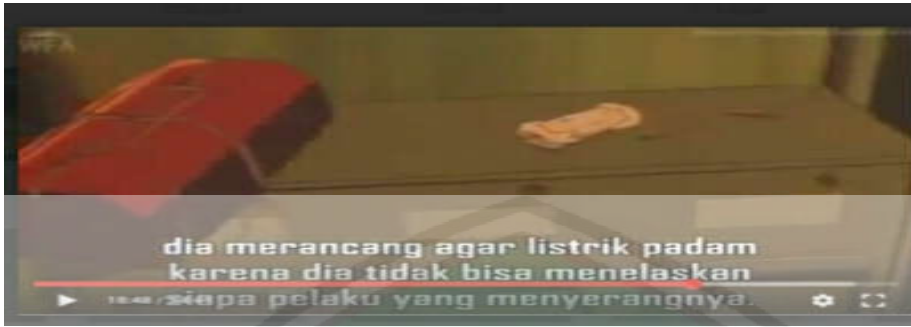 WFA
dia merancang agar listrik padam
karena dia tidak bisa menelaskan
siapa pelaku yang menyerangnya.